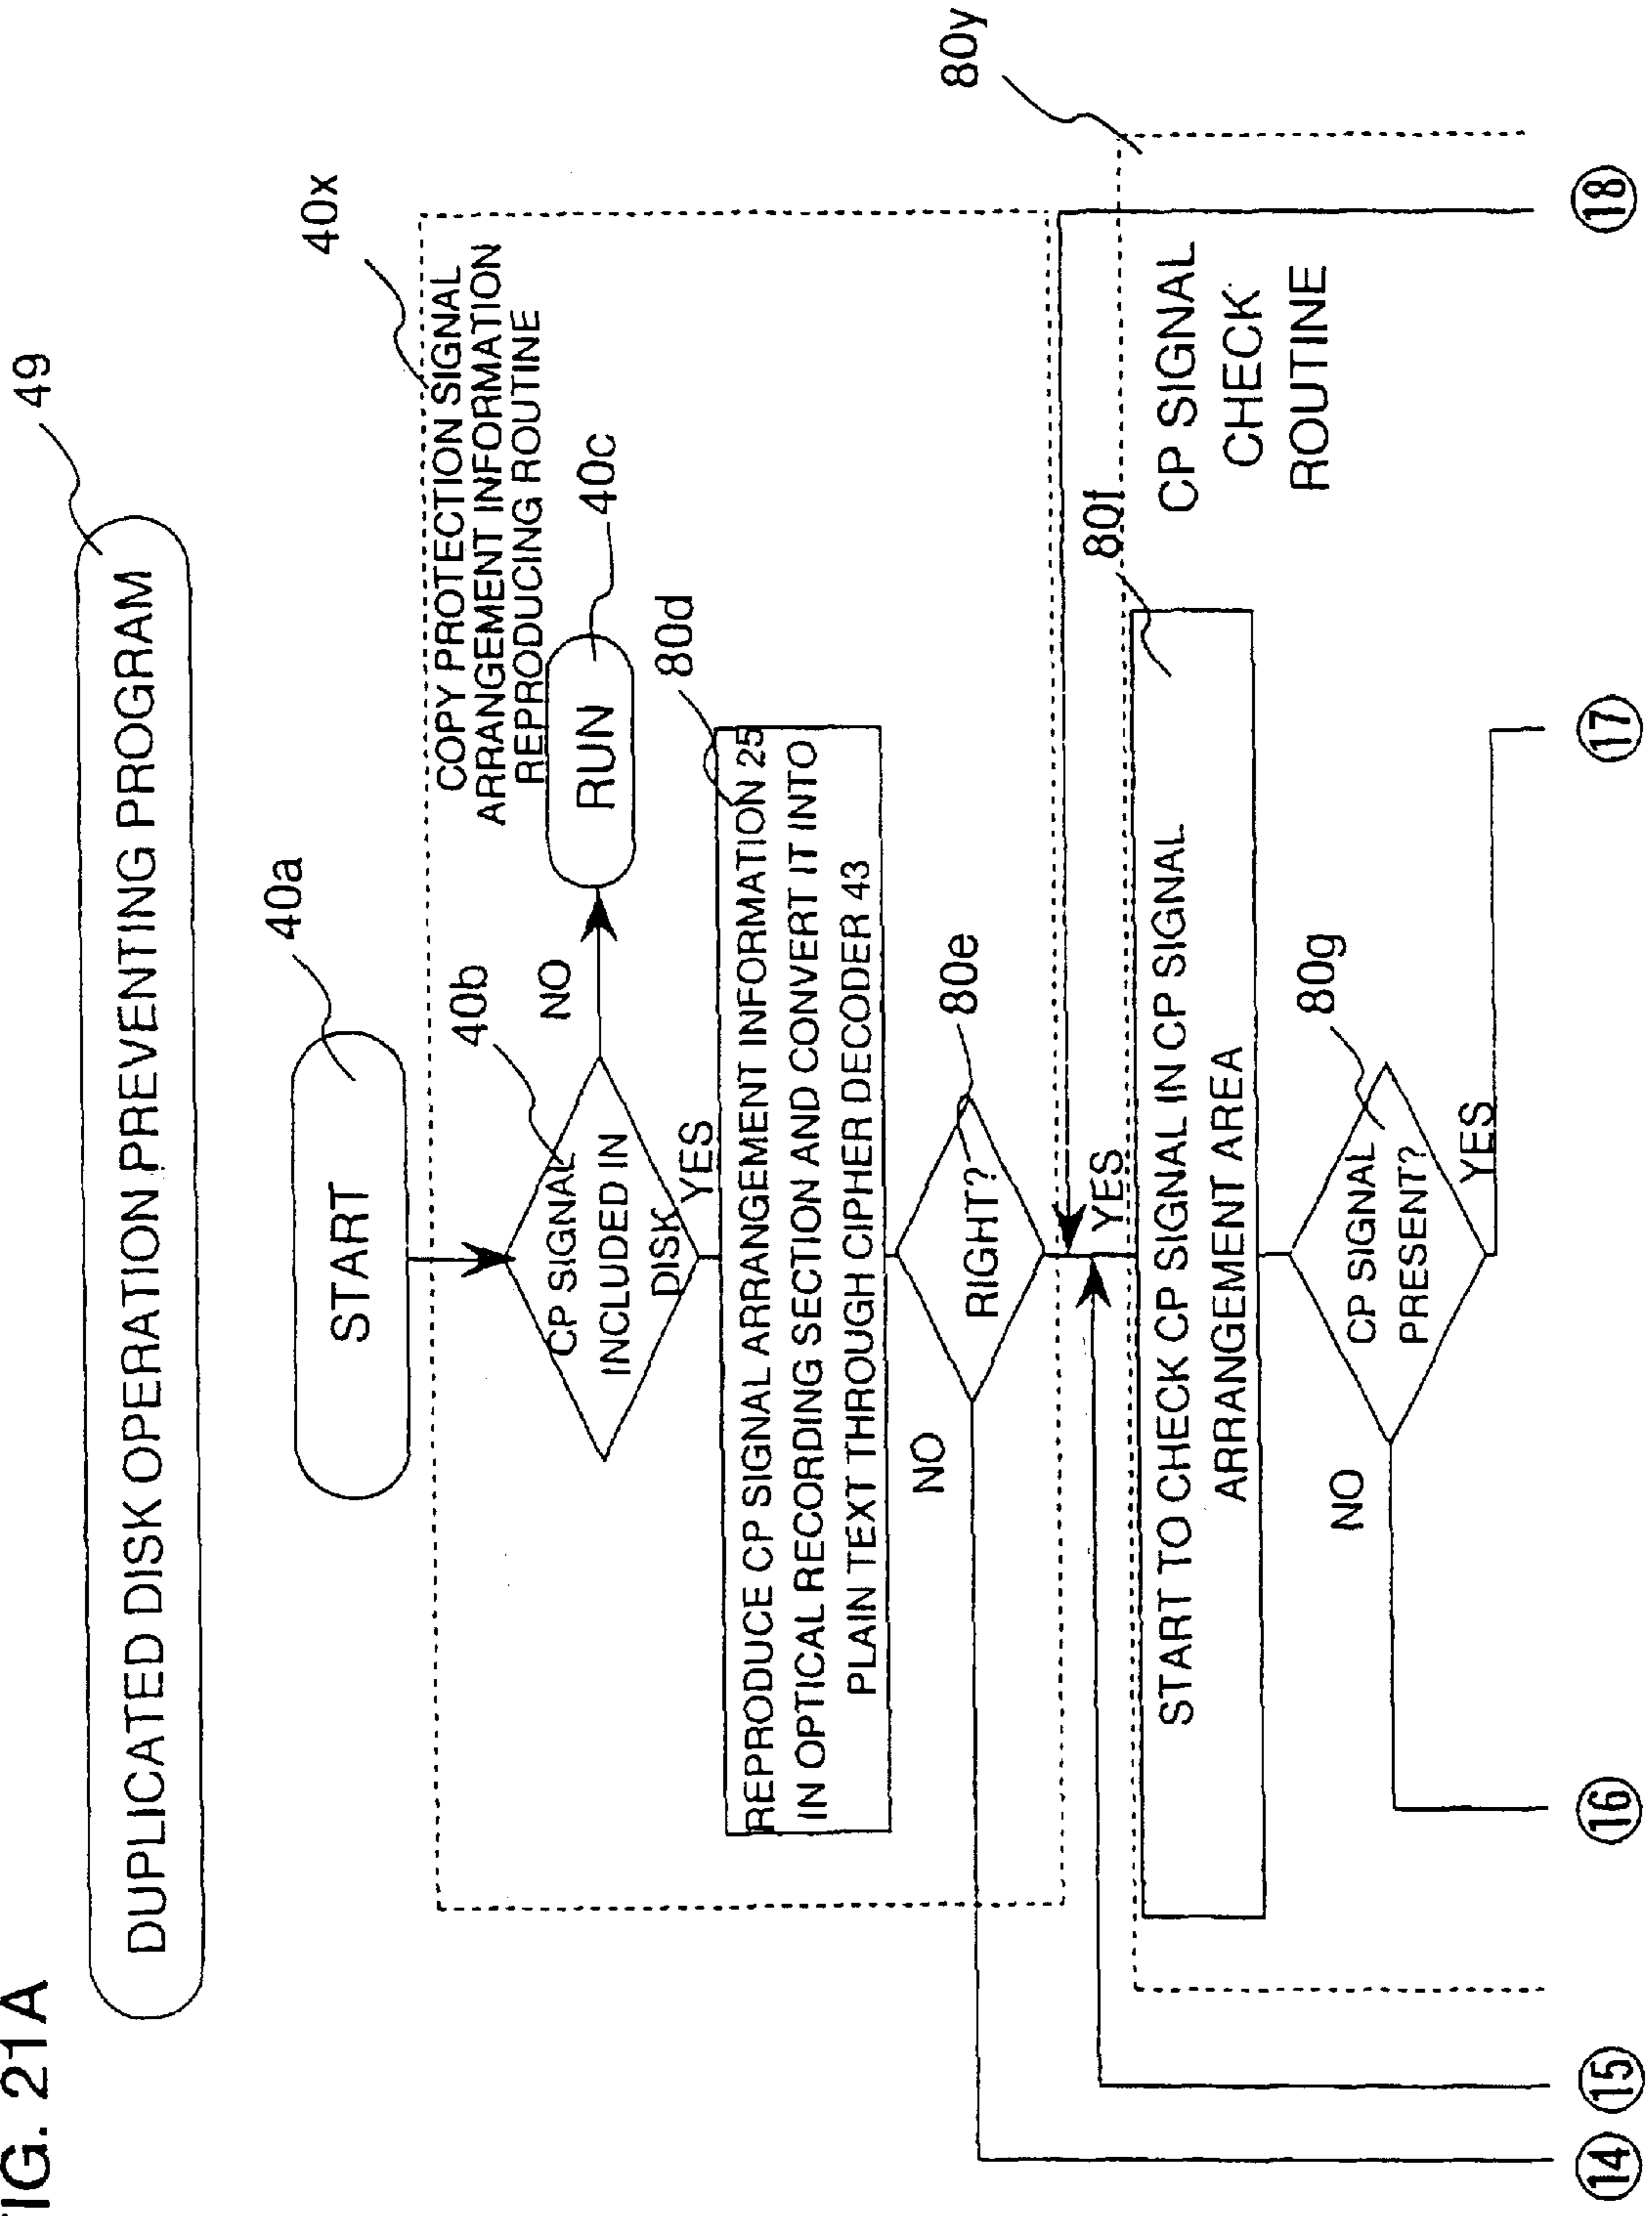 FIG. 21A
49
DUPLICATED DISK OPERATION PREVENTING PROGRAM
40a
START
40x
COPY PROTECTION SIGNAL
ARRANGEMENT INFORMATION
REPRODUCING ROUTINE
40b
CP SIGNAL
INCLUDED IN
DISK
NO
RUN
40c
YES
80d
REPRODUCE CP SIGNAL ARRANGEMENT INFORMATION 25
IN OPTICAL RECORDING SECTION AND CONVERT IT INTO
PLAIN TEXT THROUGH CIPHER DECODER 43
80e
RIGHT?
NO
YES
80y
80f
START TO CHECK CP SIGNAL IN CP SIGNAL
ARRANGEMENT AREA
CP SIGNAL
CHECK
ROUTINE
80g
CP SIGNAL
PRESENT?
NO
YES
14 15 16 17 18